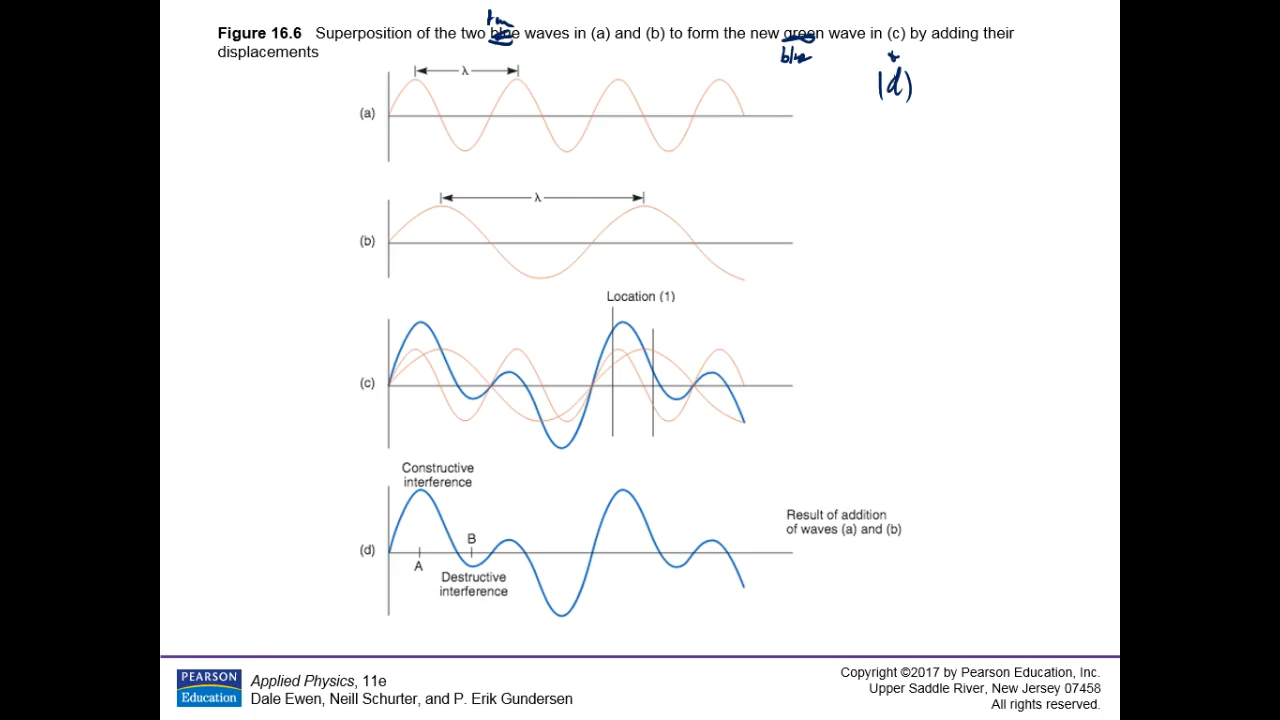 tan
Figure 16.6 Superposition of the two blue waves in (a) and (b) to form the new green wave in (c) by adding their
displacements
blue
&
(d)
λ
(a)
λ
(b)
Location (1)
(c)
Constructive
interference
B
(d)
A
Destructive
interference
Result of addition
of waves (a) and (b)
PEARSON
Education
Applied Physics, 11e
Dale Ewen, Neill Schurter, and P. Erik Gundersen
Copyright ©2017 by Pearson Education, Inc.
Upper Saddle River, New Jersey 07458
All rights reserved.